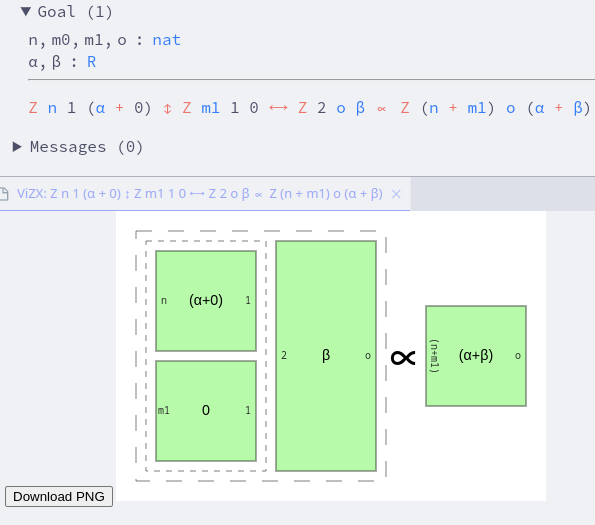 ▼ Goal (1)
n, m0, m1, o : nat
α, β : R
Z n 1 (α + 0) ↕ Z m1 1 0 ⟷ Z 2 o β ∝ Z (n + m1) o (α + β)
▶ Messages (0)
ViZX: Z n 1 (α + 0) ↕ Z m1 1 0 ⟷ Z 2 o β ∝ Z (n + m1) o (α + β) ×
n (α+0) 1
m1 0 1
2 β o
∝
(n+m1) (α+β) o
Download PNG